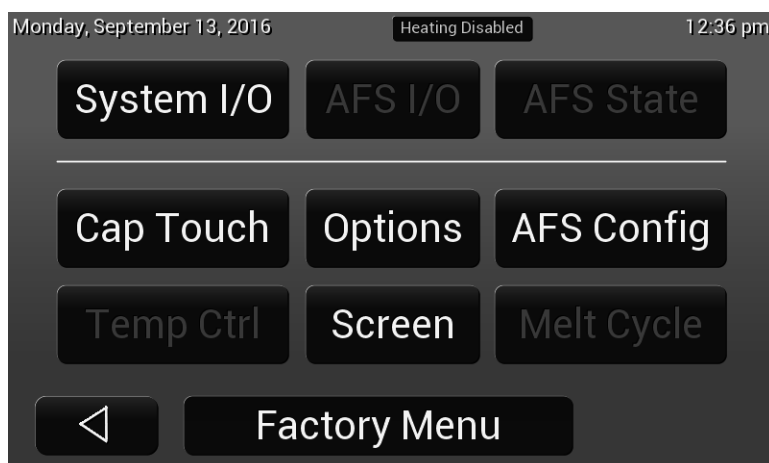 Monday, September 13, 2016 Heating Disabled 12:36 pm
System I/O AFS I/O AFS State
Cap Touch Options AFS Config
Temp Ctrl Screen Melt Cycle
Factory Menu